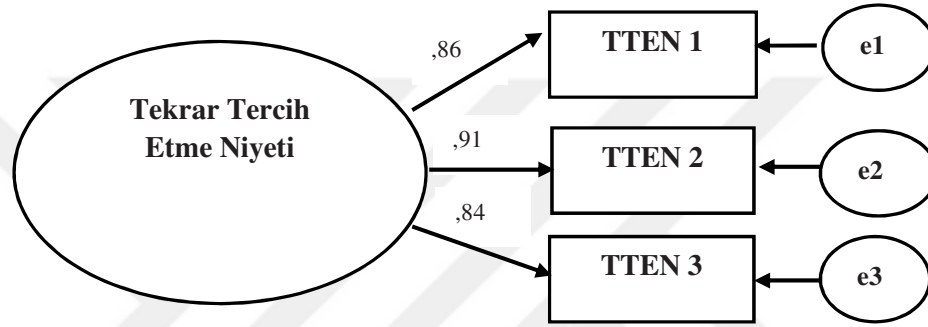 Tekrar Tercih
Etme Niyeti
,86
,91
,84
TTEN 1
TTEN 2
TTEN 3
e1
e2
e3